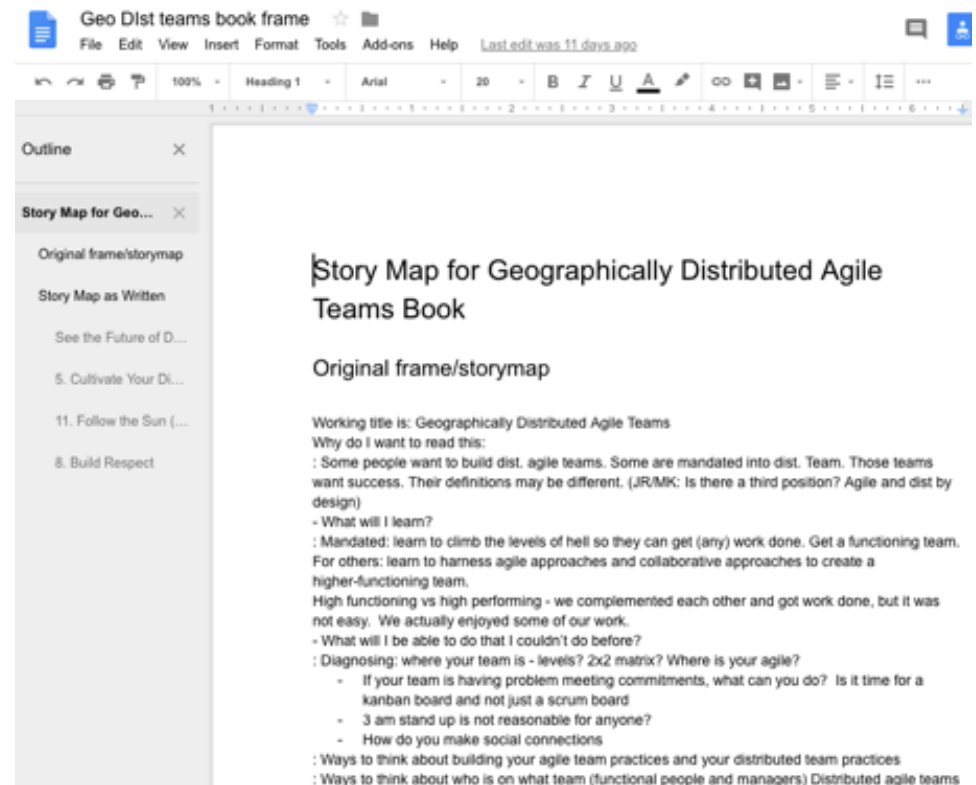 Geo DIst teams book frame
File Edit View Insert Format Tools Add-ons Help Last edit was 11 days ago
100% Heading 1 Arial 20 B I U A
1 1 2 3 4 5 6
Outline
Story Map for Geo...
Original frame/storymap
Story Map as Written
See the Future of D...
5. Cultivate Your Di...
11. Follow the Sun (...
8. Build Respect
Story Map for Geographically Distributed Agile
Teams Book
Original frame/storymap
Working title is: Geographically Distributed Agile Teams
Why do I want to read this:
: Some people want to build dist. agile teams. Some are mandated into dist. Team. Those teams
want success. Their definitions may be different. (JR/MK: Is there a third position? Agile and dist by
design)
- What will I learn?
: Mandated: learn to climb the levels of hell so they can get (any) work done. Get a functioning team.
For others: learn to harness agile approaches and collaborative approaches to create a
higher-functioning team.
High functioning vs high performing - we complemented each other and got work done, but it was
not easy. We actually enjoyed some of our work.
- What will I be able to do that I couldn't do before?
: Diagnosing: where your team is - levels? 2x2 matrix? Where is your agile?
- If your team is having problem meeting commitments, what can you do? Is it time for a
kanban board and not just a scrum board
- 3 am stand up is not reasonable for anyone?
- How do you make social connections
: Ways to think about building your agile team practices and your distributed team practices
: Ways to think about who is on what team (functional people and managers) Distributed agile teams